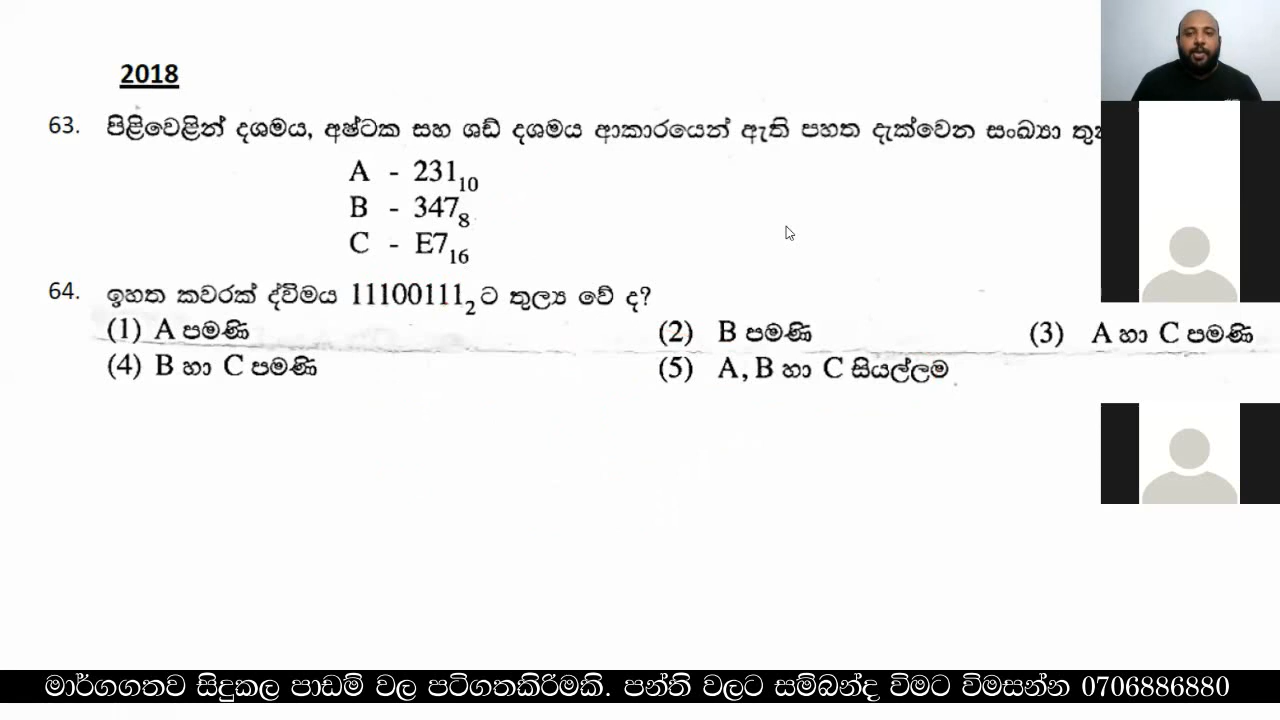 2018
63. පිළිවෙළින් දශමය, අෂ්ටක සහ ශඩ් දශමය ආකාරයෙන් ඇති පහත දැක්වෙන සංඛ්‍යා
A - 231₁₀
B - 347₈
C - E7₁₆
64. ඉහත කවරක් ද්විමය 11100111₂ ට තුල්‍ය වේ ද?
(1) A පමණි (2) B පමණි (3) A හා C පමණි
(4) B හා C පමණි (5) A, B හා C සියල්ලම
මාර්ගගතව සිදුකල පාඩම් වල පටිගතකිරිමකි. පන්ති වලට සම්බන්ද විමට විමසන්න 0706886880